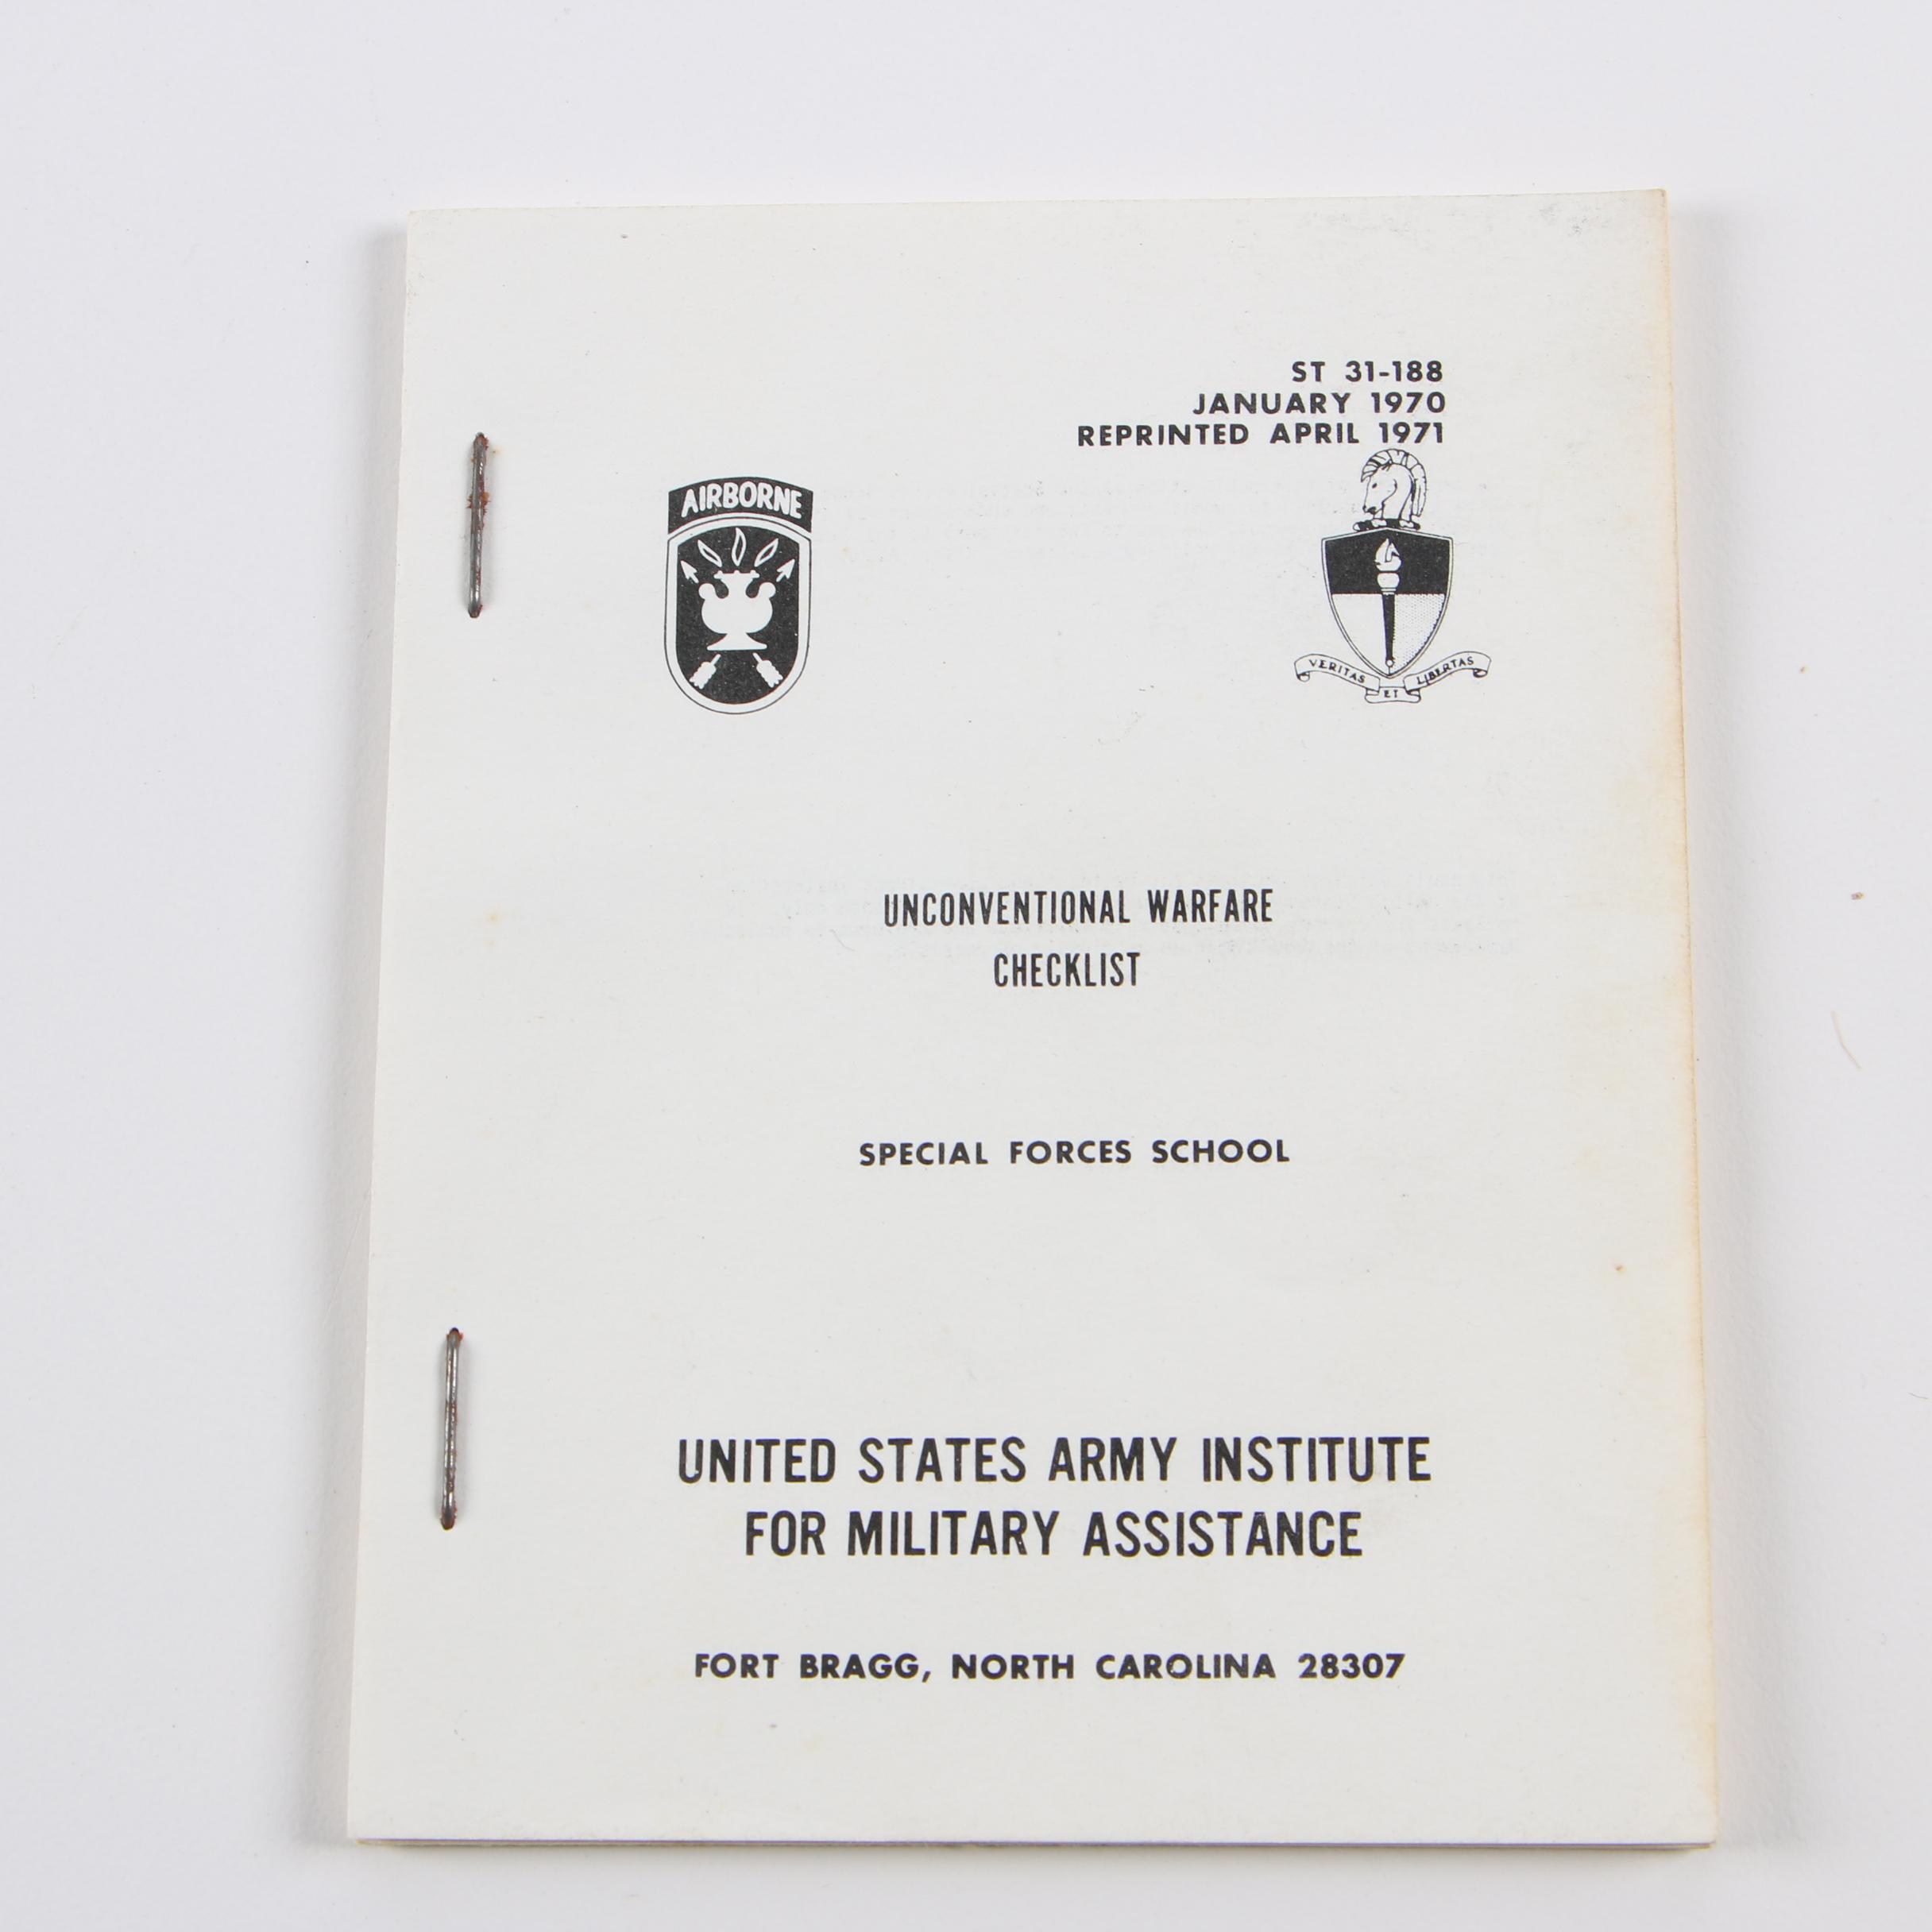 ST 31-188
JANUARY 1970
REPRINTED APRIL 1971
AIRBORNE
VERITAS ET LIBERTAS
UNCONVENTIONAL WARFARE
CHECKLIST
SPECIAL FORCES SCHOOL
UNITED STATES ARMY INSTITUTE
FOR MILITARY ASSISTANCE
FORT BRAGG, NORTH CAROLINA 28307